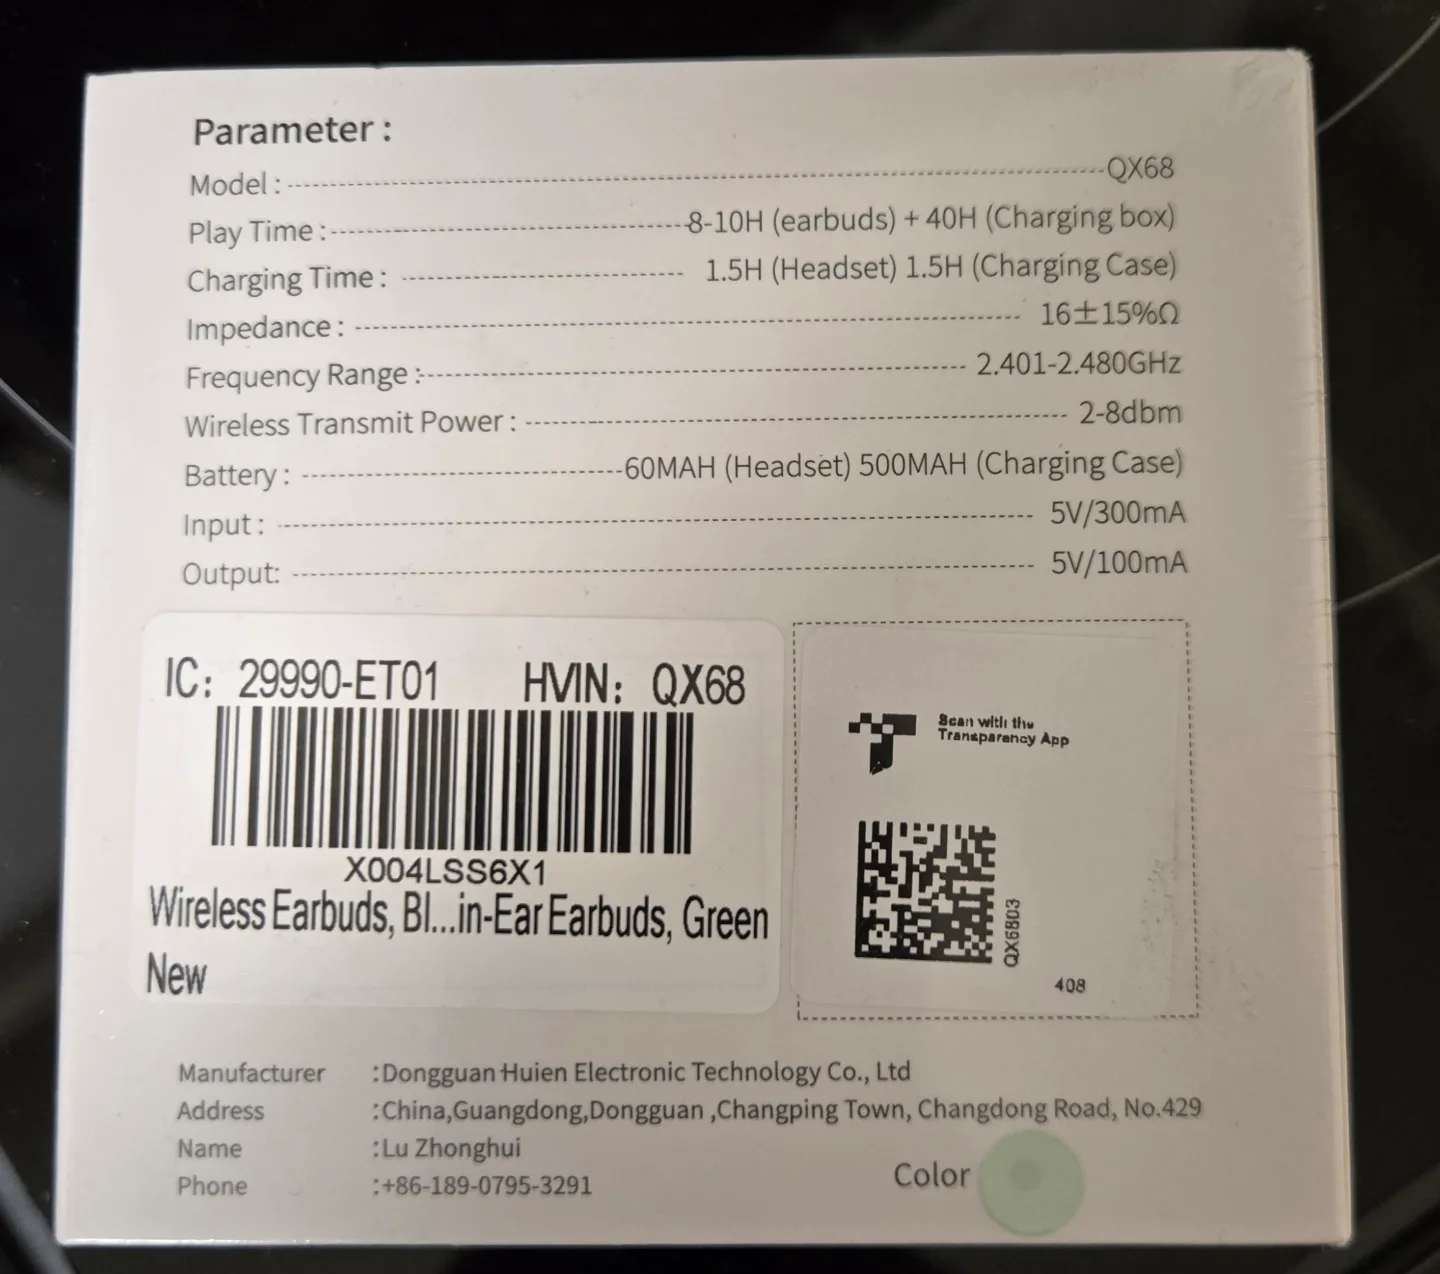 Parameter :
Model : QX68
Play Time : 8-10H (earbuds) + 40H (Charging box)
Charging Time : 1.5H (Headset) 1.5H (Charging Case)
Impedance : 16±15%Ω
Frequency Range : 2.401-2.480GHz
Wireless Transmit Power : 2-8dbm
Battery : 60MAH (Headset) 500MAH (Charging Case)
Input : 5V/300mA
Output: 5V/100mA
IC: 29990-ET01 HVIN: QX68
X004LSS6X1
Wireless Earbuds, Bl...in-Ear Earbuds, Green
New
Scan with the
Transparency App
QX6803
408
Manufacturer :Dongguan Huien Electronic Technology Co., Ltd
Address :China,Guangdong,Dongguan ,Changping Town, Changdong Road, No.429
Name :Lu Zhonghui
Phone :+86-189-0795-3291
Color